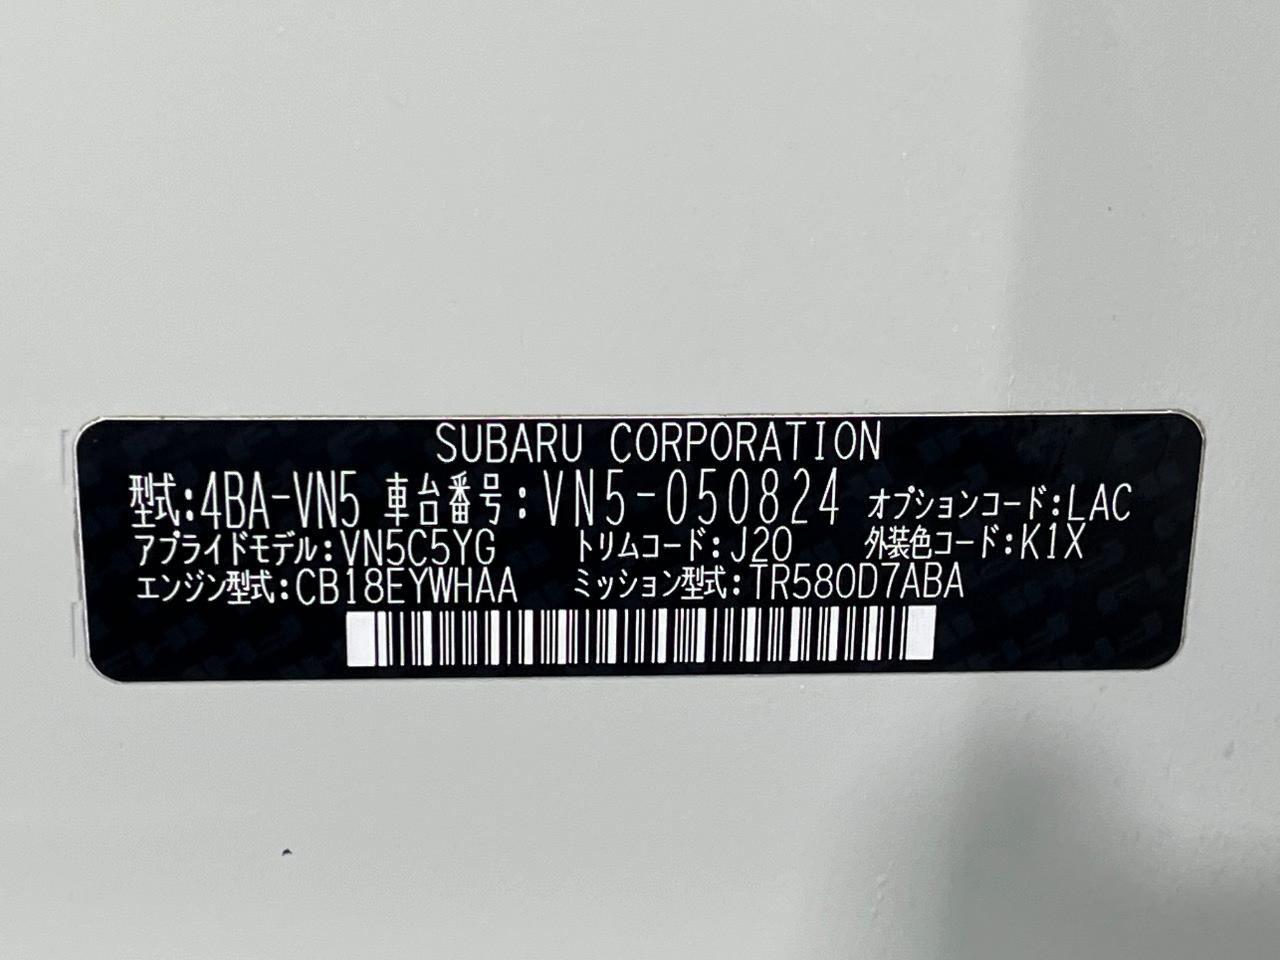 SUBARU CORPORATION
型式:4BA-VN5 車台番号:VN5-050824 オプションコード:LAC
アプライドモデル:VN5C5YG トリムコード:J20 外装色コード:K1X
エンジン型式:CB18EYWHAA ミッション型式:TR580D7ABA